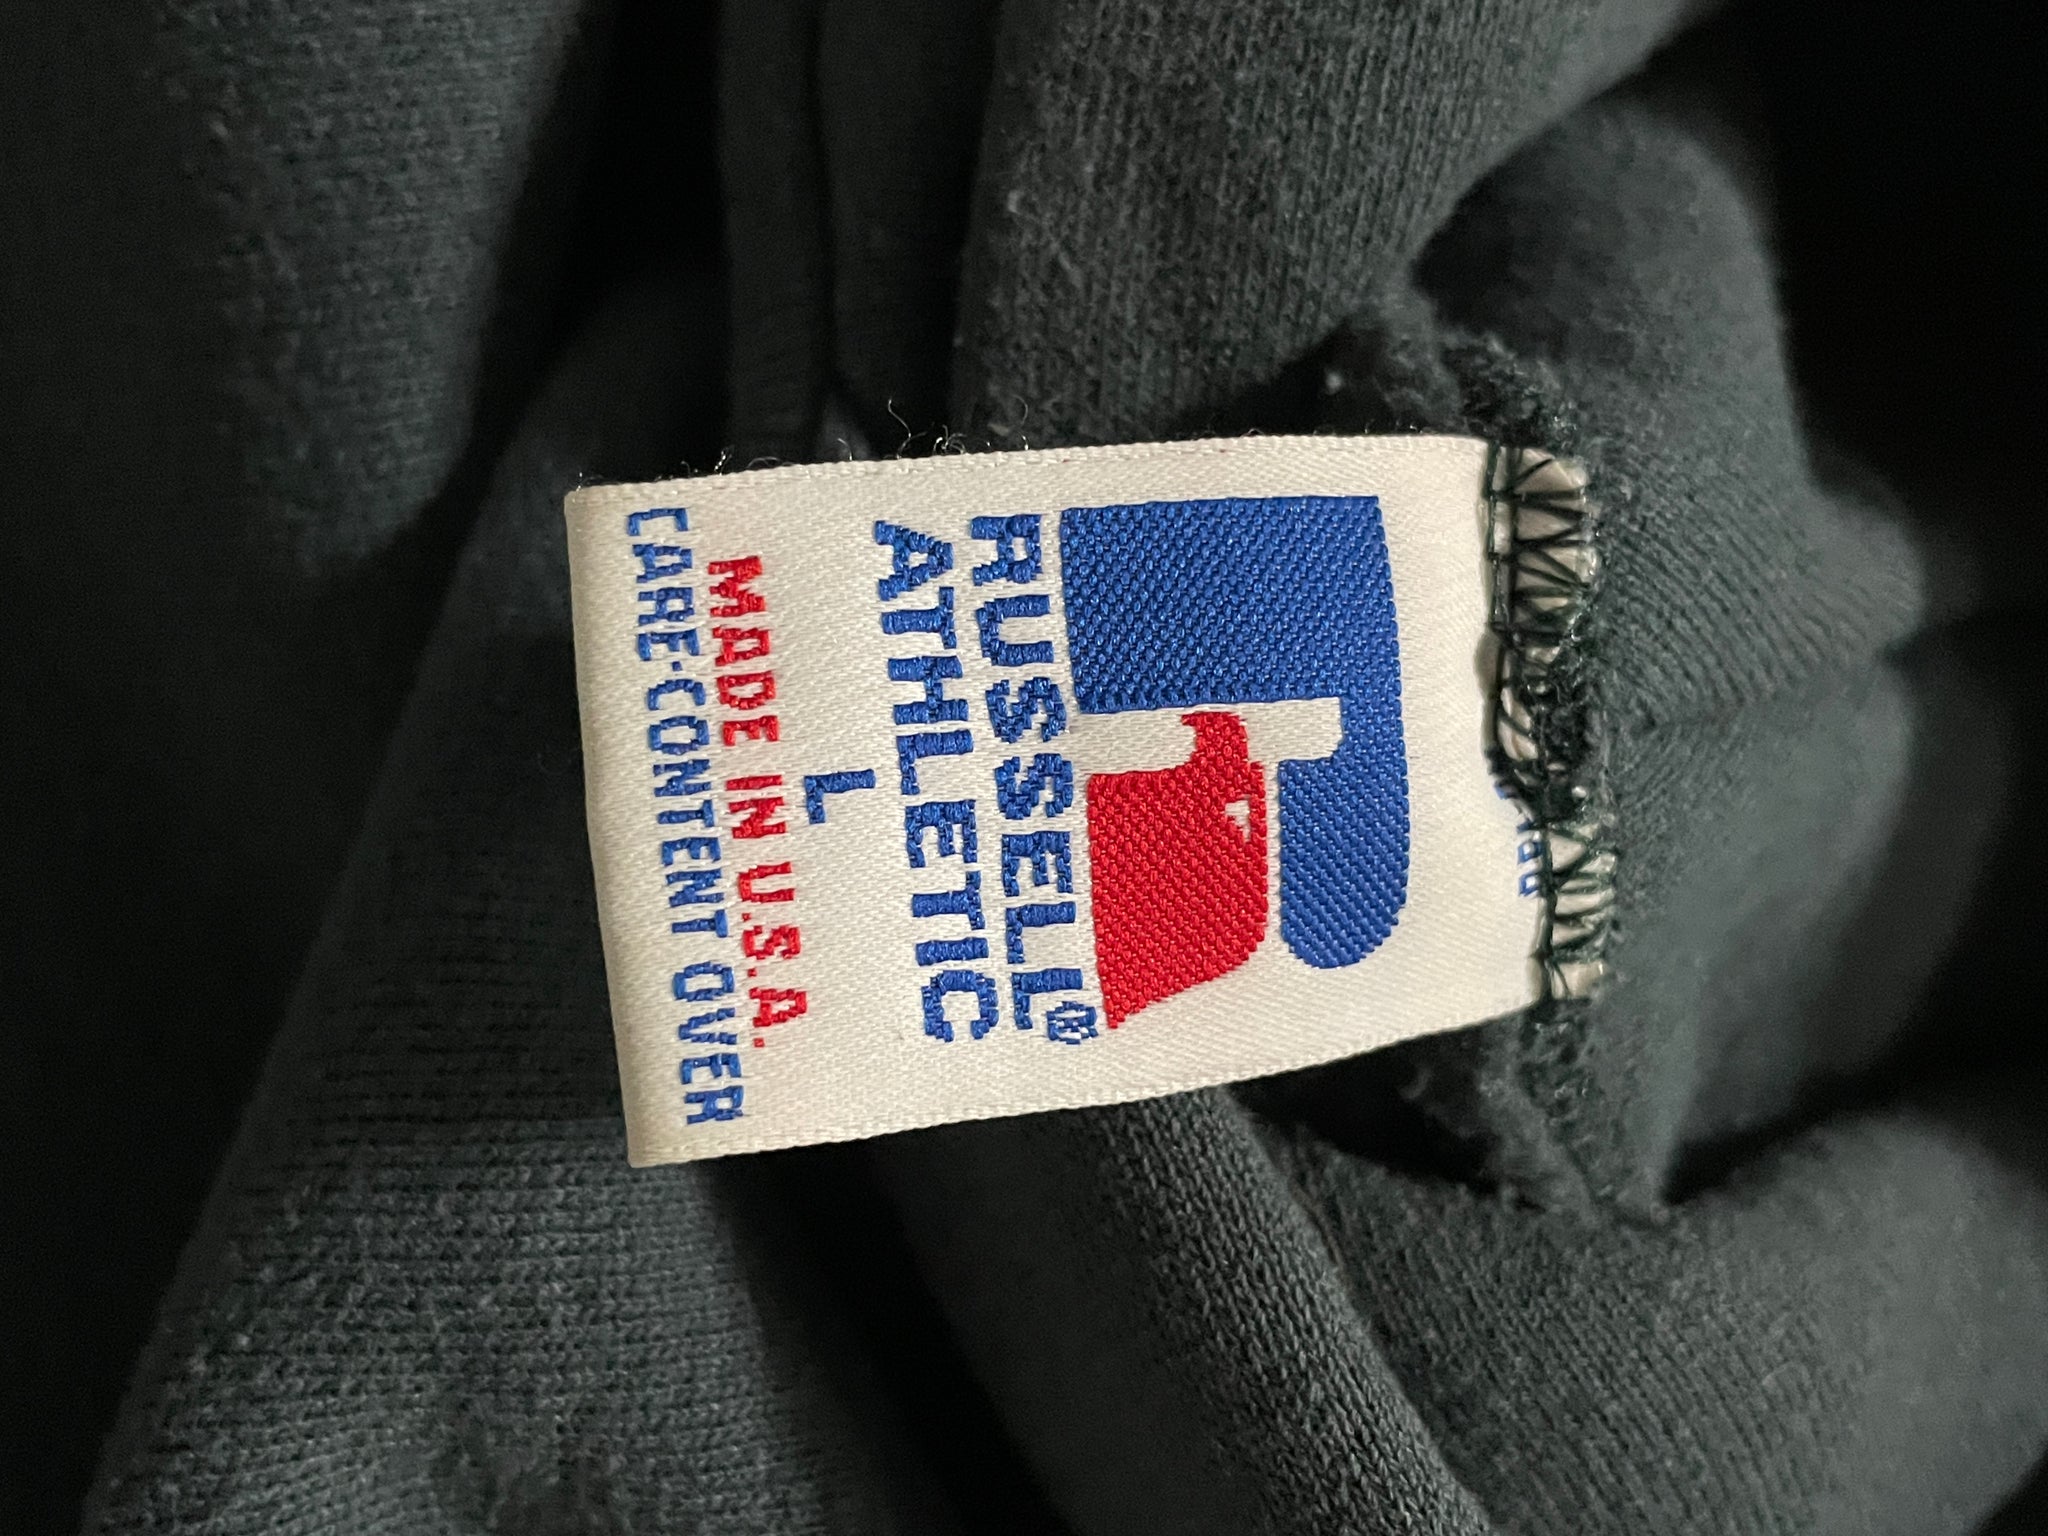 RUSSELL®
ATHLETIC
L
MADE IN U.S.A.
CARE·CONTENT OVER